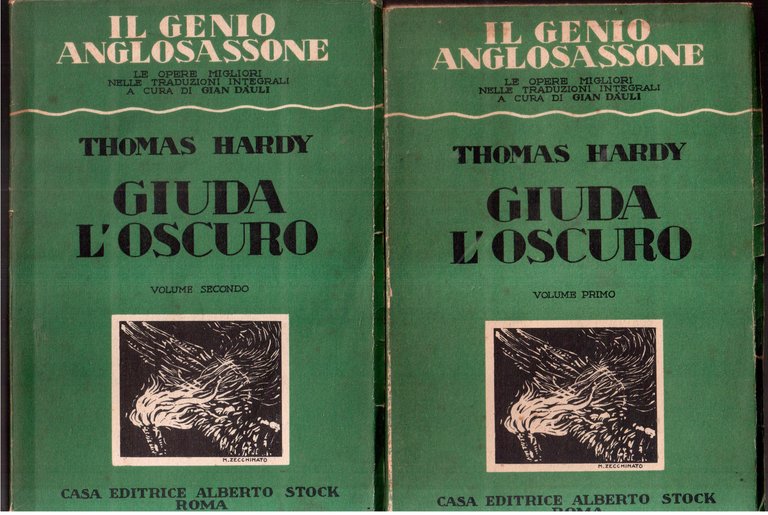 IL GENIO
ANGLOSASSONE
LE OPERE MIGLIORI
NELLE TRADUZIONI INTEGRALI
A CURA DI GIAN DÀULI
THOMAS HARDY
GIUDA
L'OSCURO
VOLUME SECONDO
M. ZECCHINATO
CASA EDITRICE ALBERTO STOCK
ROMA
IL GENIO
ANGLOSASSONE
LE OPERE MIGLIORI
NELLE TRADUZIONI INTEGRALI
A CURA DI GIAN DÀULI
THOMAS HARDY
GIUDA
L'OSCURO
VOLUME PRIMO
M. ZECCHINATO
CASA EDITRICE ALBERTO STOCK
ROMA